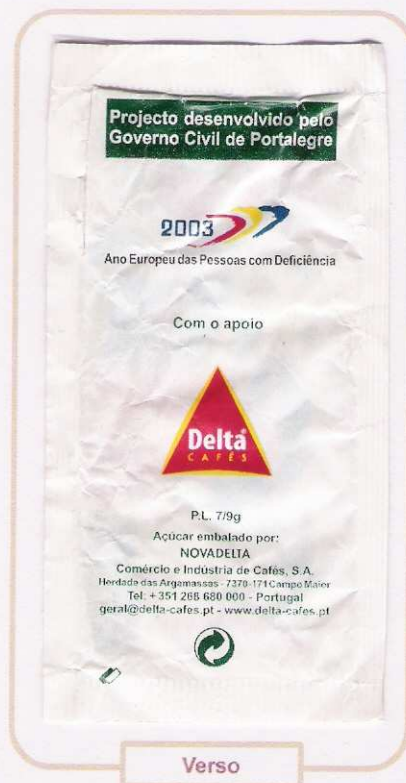 Projecto desenvolvido pelo
Governo Civil de Portalegre
2003
Ano Europeu das Pessoas com Deficiência
Com o apoio
Delta
CAFÉS
P.L. 7/9g
Açúcar embalado por:
NOVADELTA
Comércio e Indústria de Cafés, S.A.
Herdade das Argamassas - 7370-171 Campo Maior
Tel: + 351 268 680 000 - Portugal
geral@delta-cafes.pt - www.delta-cafes.pt
Verso